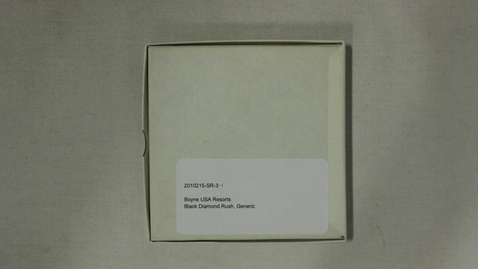 2010215-SR-3
Boyne USA Resorts
Black Diamond Rush, Generic